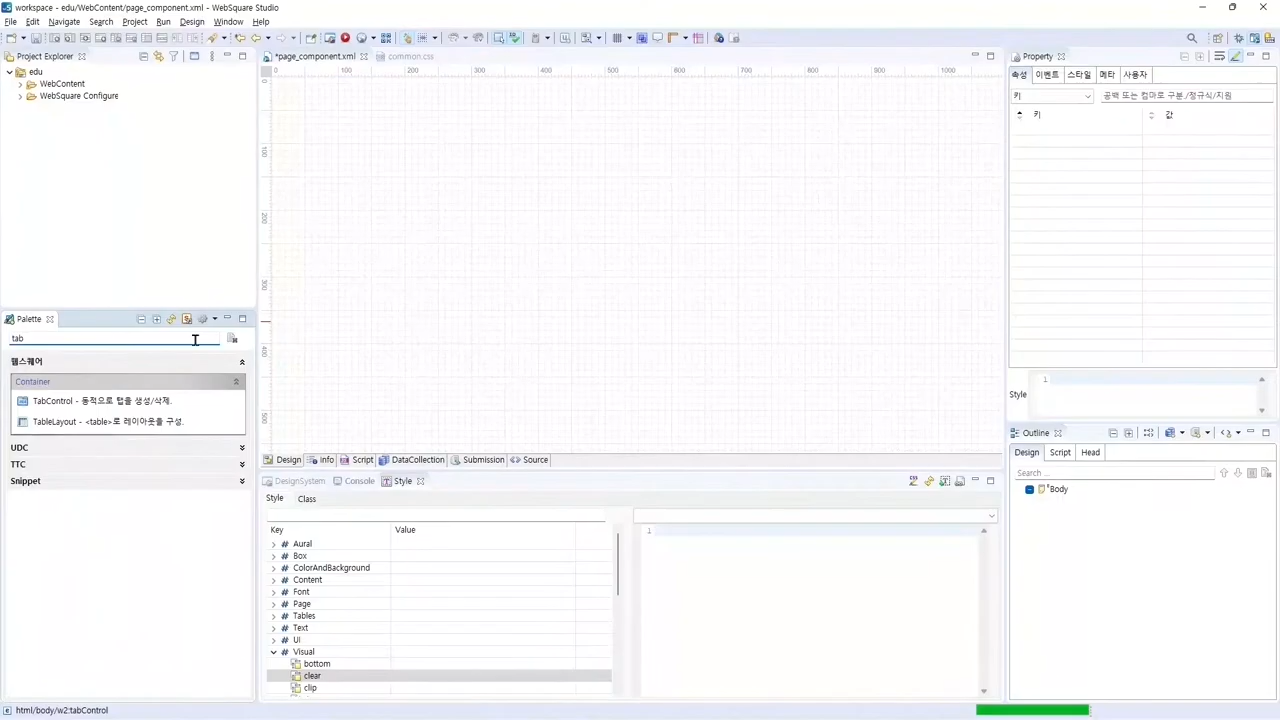 workspace - edu/WebContent/page_component.xml - WebSquare Studio
File Edit Navigate Search Project Run Design Window Help
Project Explorer
edu
WebContent
WebSquare Configure
*page_component.xml
common.css
0 100 200 300 400 500 600 700 800 900 1000
0
100
200
300
400
500
Design Info Script DataCollection Submission Source
Palette
tab
웹스퀘어
Container
TabControl - 동적으로 탭을 생성/삭제.
TableLayout - <table>로 레이아웃을 구성.
UDC
TTC
Snippet
DesignSystem Console Style
Style Class
Key Value
Aural
Box
ColorAndBackground
Content
Font
Page
Tables
Text
UI
Visual
bottom
clear
clip
1
Property
속성 이벤트 스타일 메타 사용자
키 공백 또는 컴마로 구분./정규식/지원
키 값
Style
1
Outline
Design Script Head
Search ...
*Body
html/body/w2:tabControl